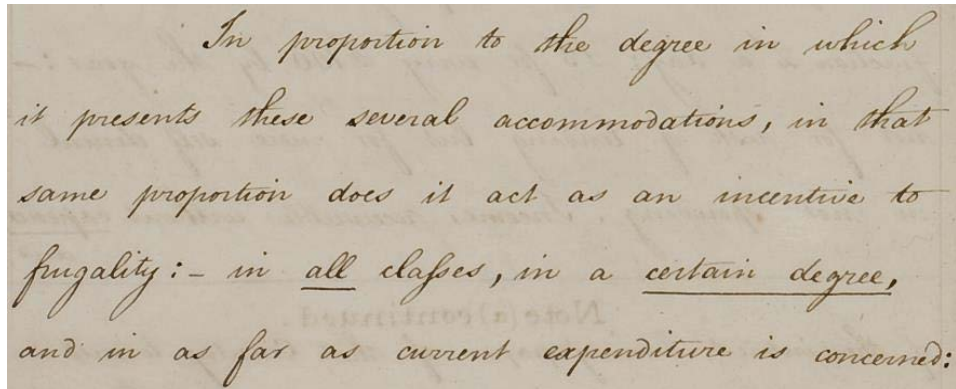 In proportion to the degree in which
it presents these several accommodations, in that
same proportion does it act as an incentive to
frugality: - in all claſses, in a certain degree,
and in as far as current expenditure is concerned: